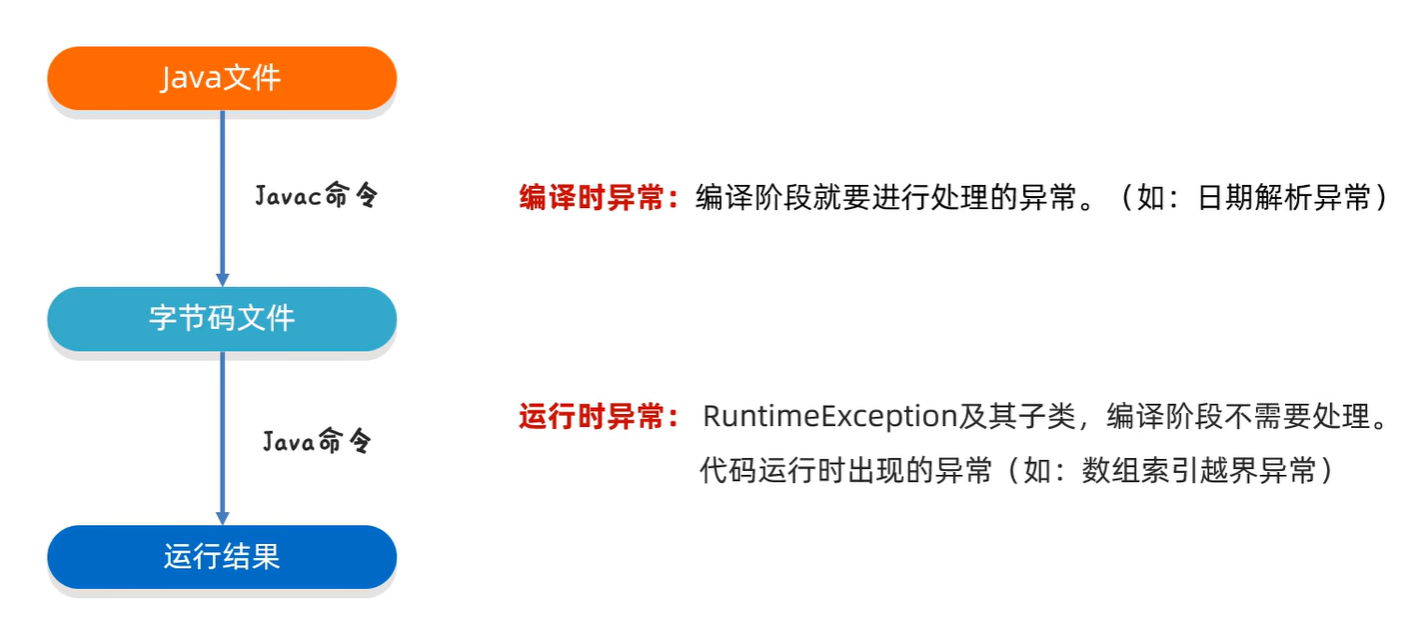 Java文件
Javac命令
编译时异常：编译阶段就要进行处理的异常。（如：日期解析异常）
字节码文件
运行时异常： RuntimeException及其子类，编译阶段不需要处理。
Java命令
代码运行时出现的异常（如：数组索引越界异常）
运行结果